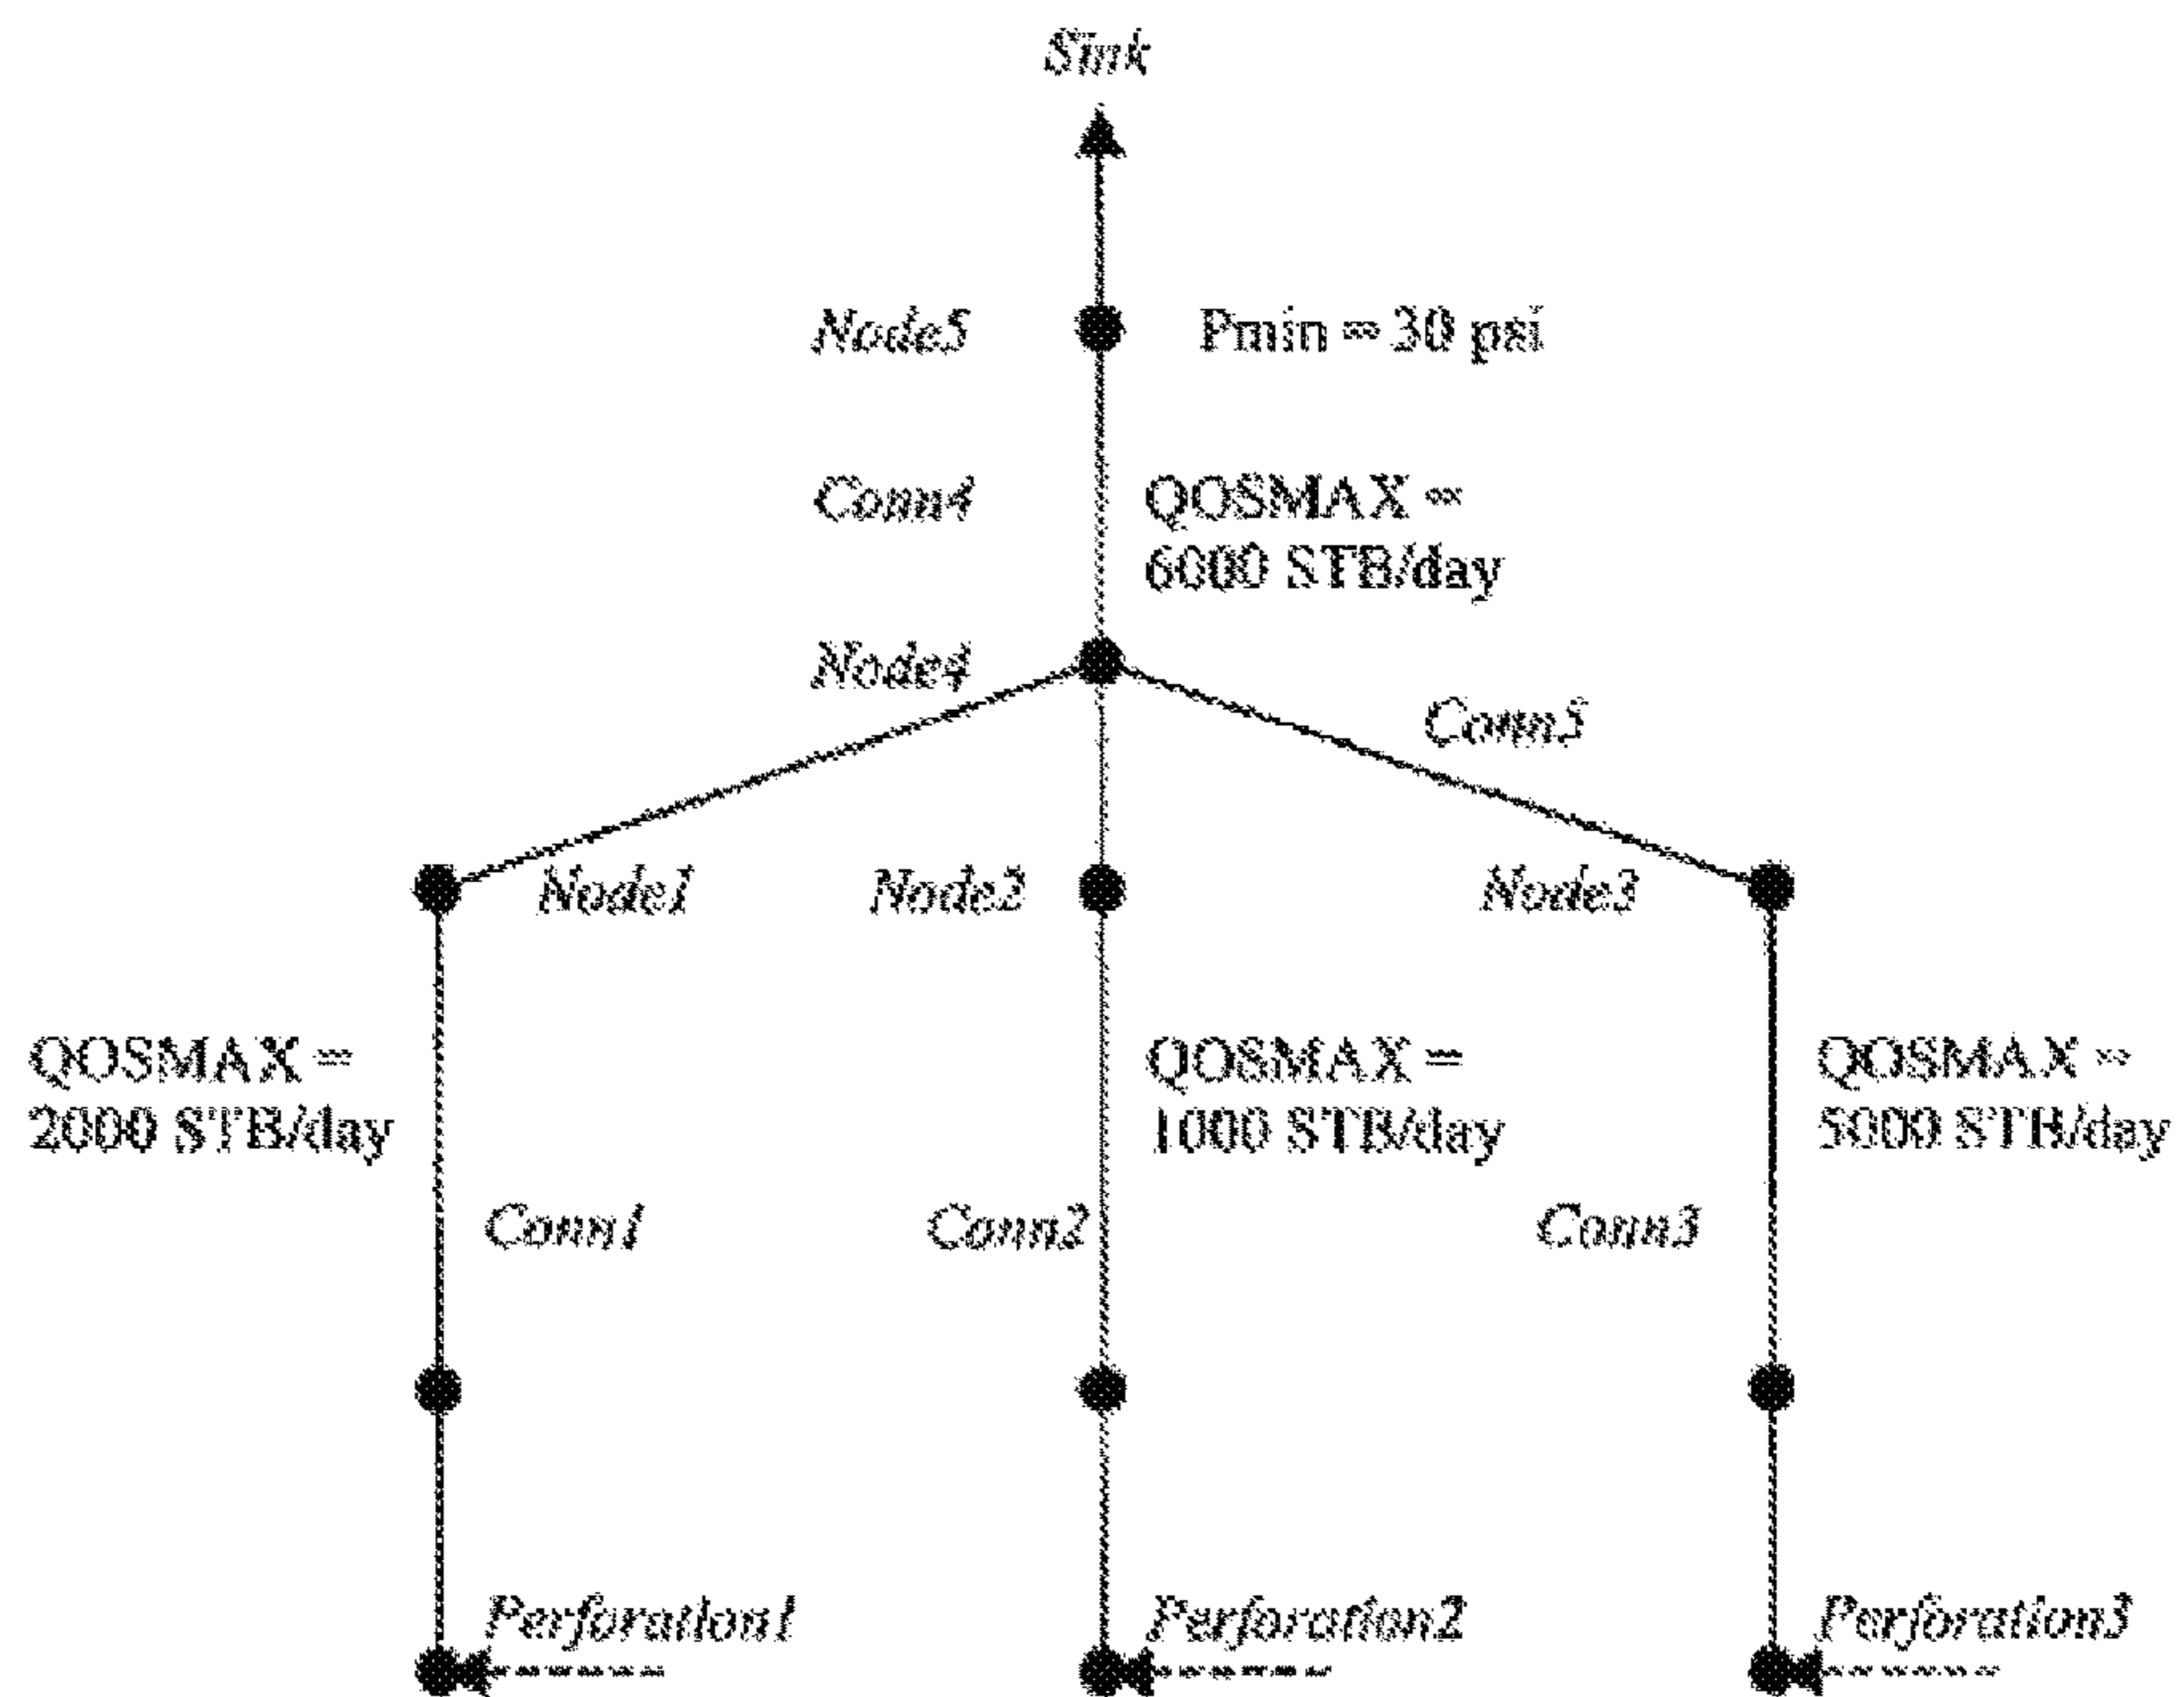 Sink
Node5
Pmin = 30 psi
Conn4
QOSMAX =
6000 STB/day
Node4
Conn5
Node1
Node2
Node3
QOSMAX =
2000 STB/day
QOSMAX =
1000 STB/day
QOSMAX =
5000 STB/day
Conn1
Conn2
Conn3
Perforation1
Perforation2
Perforation3